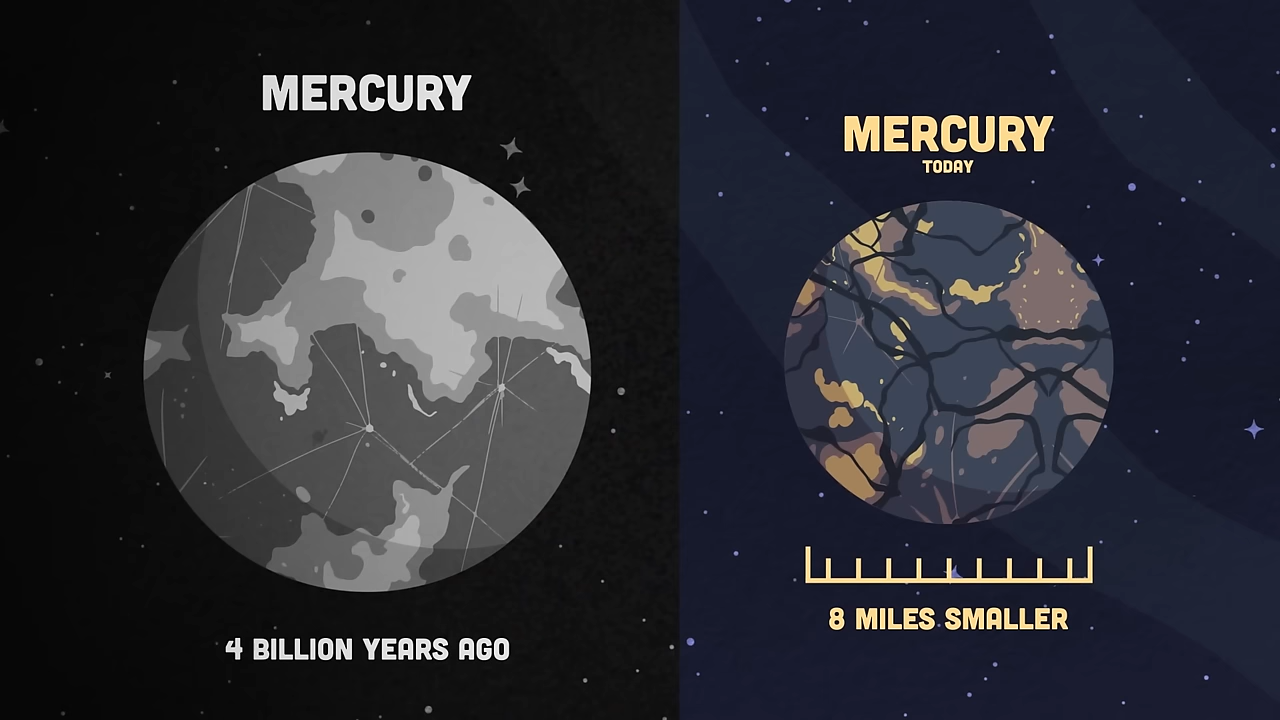 MERCURY
4 BILLION YEARS AGO
MERCURY
TODAY
8 MILES SMALLER